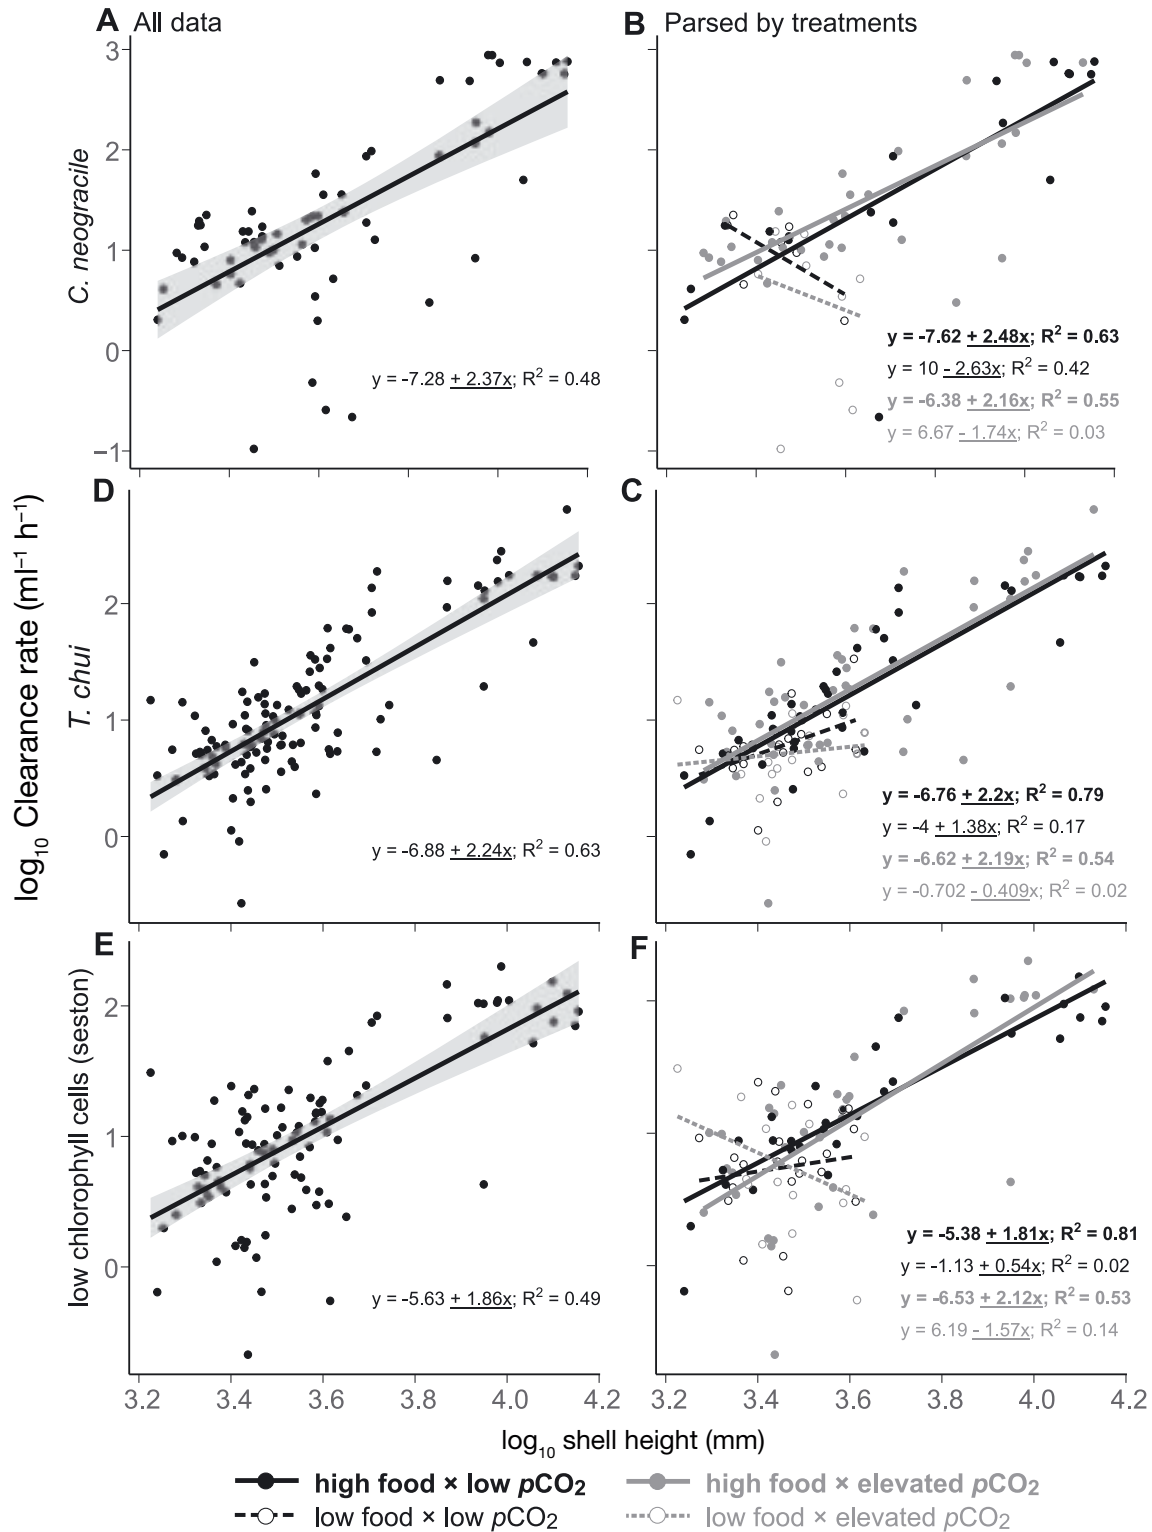 A All data
B Parsed by treatments
3
2
1
0
−1
C. neogracile
y = -7.28 + 2.37x; R² = 0.48
y = -7.62 + 2.48x; R² = 0.63
y = 10 - 2.63x; R² = 0.42
y = -6.38 + 2.16x; R² = 0.55
y = 6.67 - 1.74x; R² = 0.03
D
C
log₁₀ Clearance rate (ml⁻¹ h⁻¹)
T. chui
2
1
0
y = -6.88 + 2.24x; R² = 0.63
y = -6.76 + 2.2x; R² = 0.79
y = -4 + 1.38x; R² = 0.17
y = -6.62 + 2.19x; R² = 0.54
y = -0.702 - 0.409x; R² = 0.02
E
F
low chlorophyll cells (seston)
2
1
0
y = -5.63 + 1.86x; R² = 0.49
y = -5.38 + 1.81x; R² = 0.81
y = -1.13 + 0.54x; R² = 0.02
y = -6.53 + 2.12x; R² = 0.53
y = 6.19 - 1.57x; R² = 0.14
3.2 3.4 3.6 3.8 4.0 4.2
3.2 3.4 3.6 3.8 4.0 4.2
log₁₀ shell height (mm)
high food × low pCO₂
high food × elevated pCO₂
low food × low pCO₂
low food × elevated pCO₂